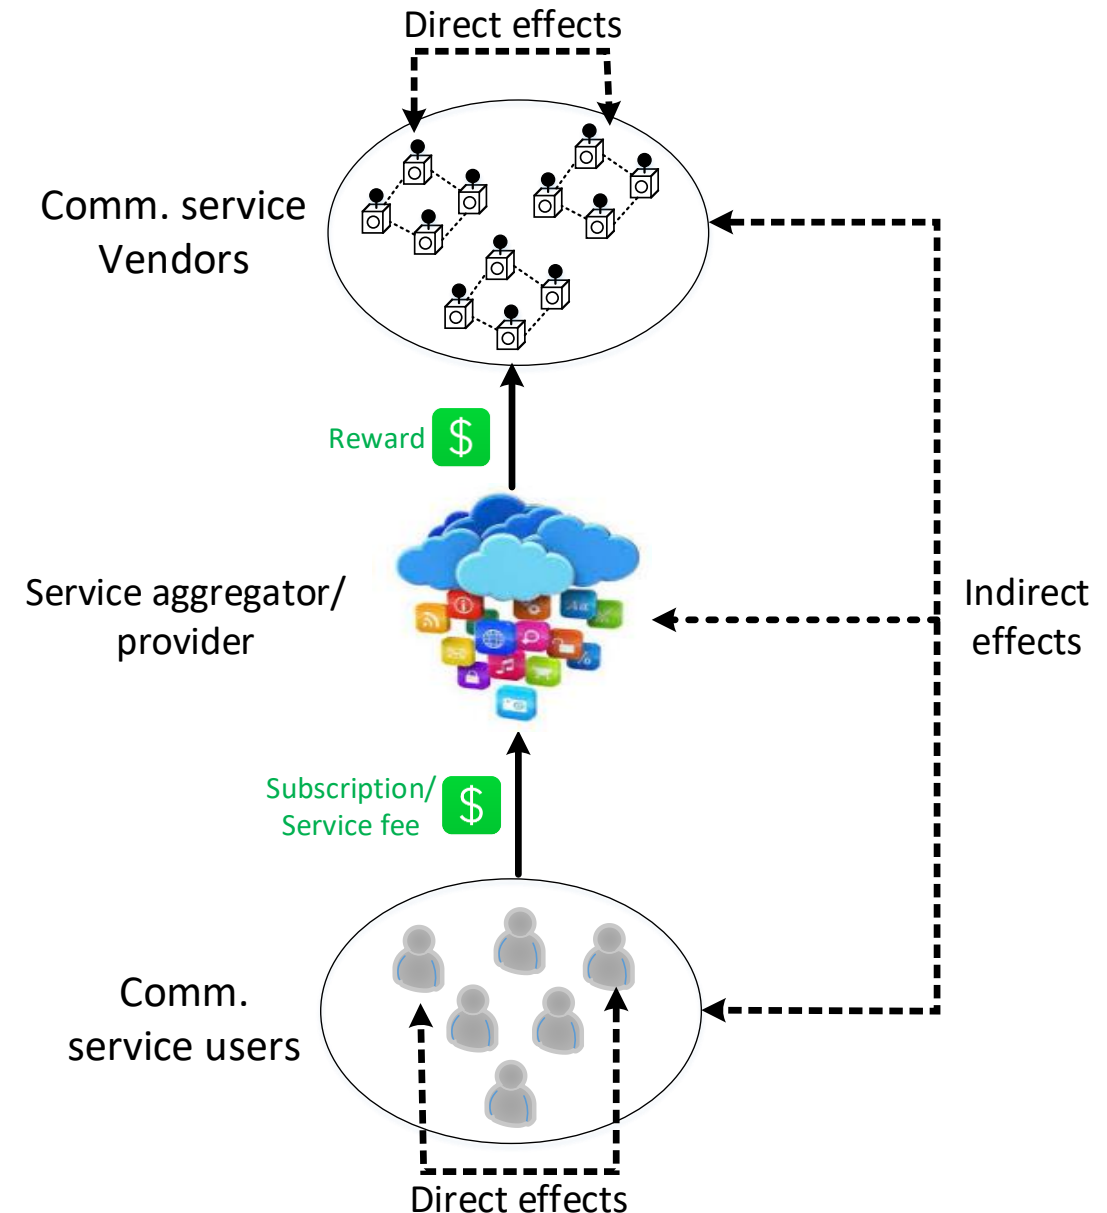 Direct effects
Comm. service
Vendors
Reward $
Service aggregator/
provider
Indirect
effects
Subscription/
Service fee
$
Comm.
service users
Direct effects